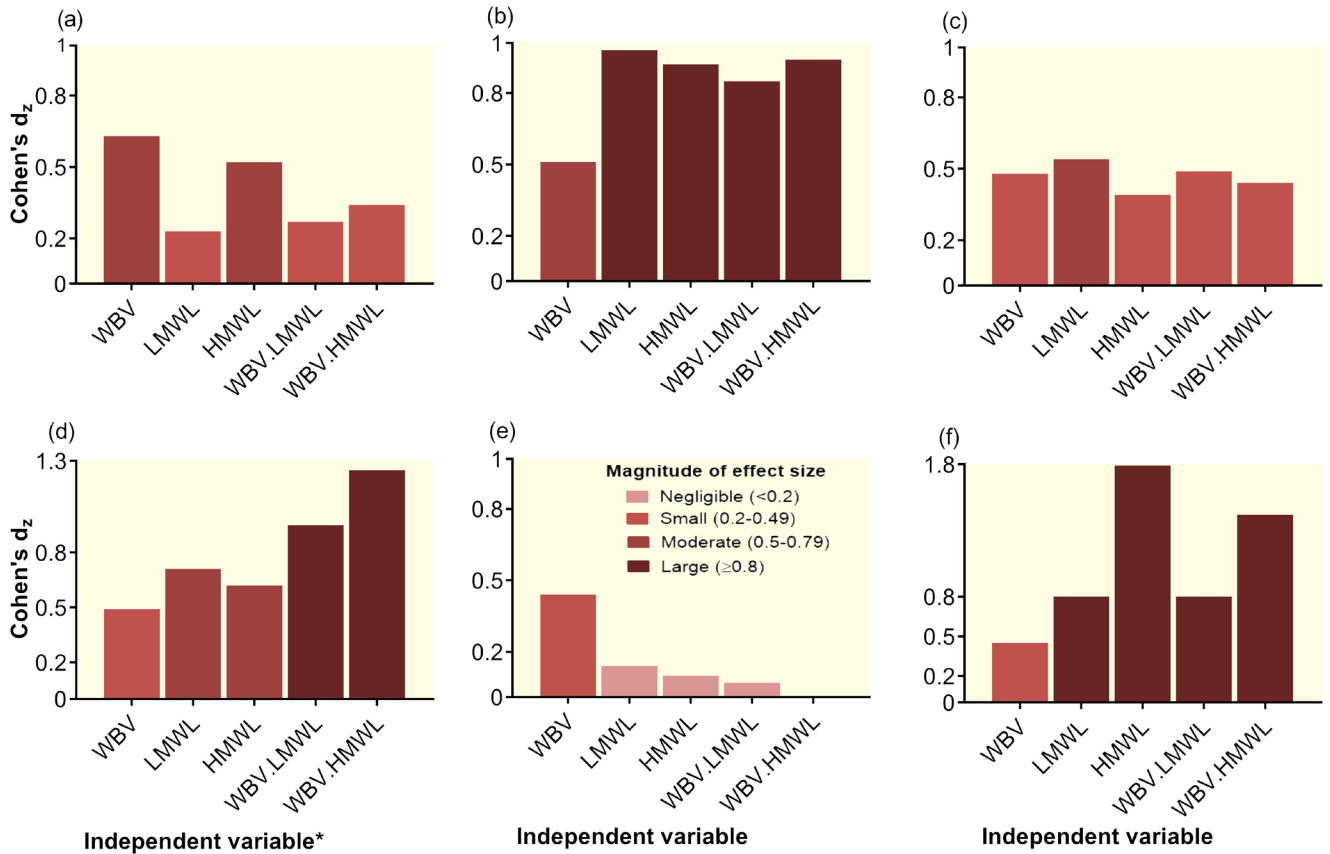 (a)
Cohen's dz
1
0.8
0.5
0.2
0
WBV
LMWL
HMWL
WBV.LMWL
WBV.HMWL
(b)
1
0.8
0.5
0.2
0
WBV
LMWL
HMWL
WBV.LMWL
WBV.HMWL
(c)
1
0.8
0.5
0.2
0
WBV
LMWL
HMWL
WBV.LMWL
WBV.HMWL
(d)
Cohen's dz
1.3
0.8
0.5
0.2
0
WBV
LMWL
HMWL
WBV.LMWL
WBV.HMWL
Independent variable*
(e)
1
0.8
0.5
0.2
0
Magnitude of effect size
Negligible (<0.2)
Small (0.2-0.49)
Moderate (0.5-0.79)
Large (≥0.8)
WBV
LMWL
HMWL
WBV.LMWL
WBV.HMWL
Independent variable
(f)
1.8
0.8
0.5
0.2
0
WBV
LMWL
HMWL
WBV.LMWL
WBV.HMWL
Independent variable